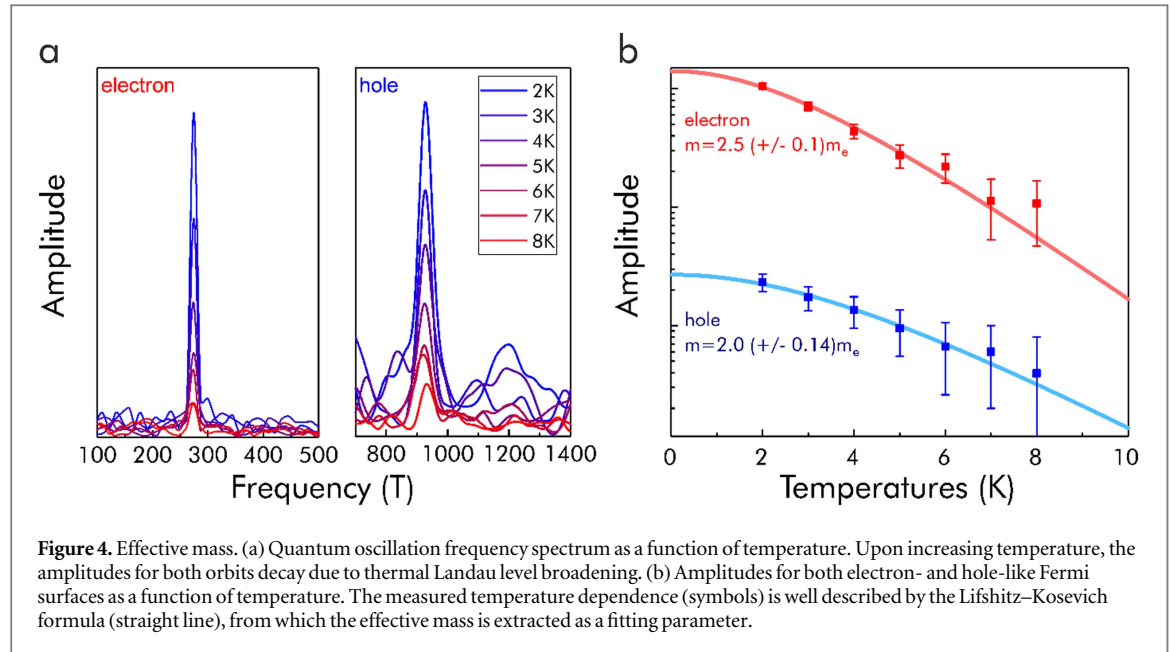 a
electron
hole
2K
3K
4K
5K
6K
7K
8K
Amplitude
100 200 300 400 500
800 1000 1200 1400
Frequency (T)
b
electron
m=2.5 (+/- 0.1)mₑ
hole
m=2.0 (+/- 0.14)mₑ
Amplitude
0 2 4 6 8 10
Temperatures (K)
Figure 4. Effective mass. (a) Quantum oscillation frequency spectrum as a function of temperature. Upon increasing temperature, the
amplitudes for both orbits decay due to thermal Landau level broadening. (b) Amplitudes for both electron- and hole-like Fermi
surfaces as a function of temperature. The measured temperature dependence (symbols) is well described by the Lifshitz–Kosevich
formula (straight line), from which the effective mass is extracted as a fitting parameter.